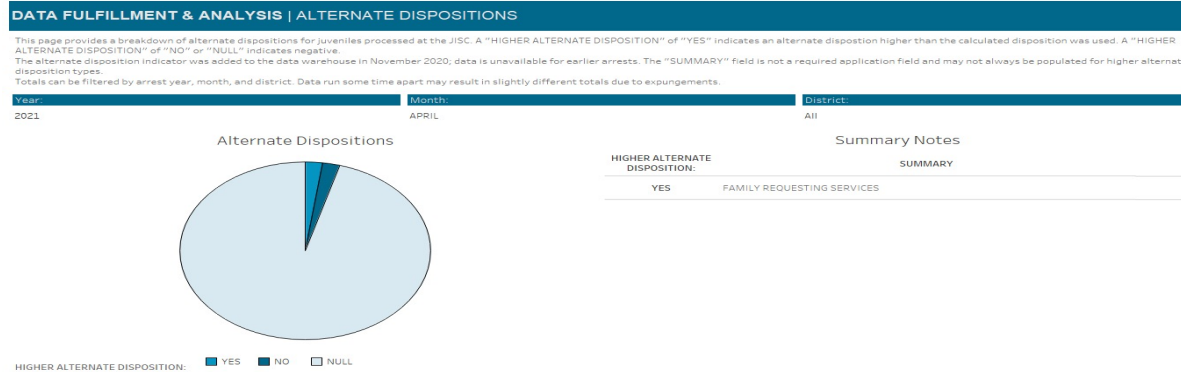 DATA FULFILLMENT & ANALYSIS | ALTERNATE DISPOSITIONS
This page provides a breakdown of alternate dispositions for juveniles processed at the JISC. A "HIGHER ALTERNATE DISPOSITION" of "YES" indicates an alternate dispostion higher than the calculated disposition was used. A "HIGHER
ALTERNATE DISPOSITION" of "NO" or "NULL" indicates negative.
The alternate disposition indicator was added to the data warehouse in November 2020; data is unavailable for earlier arrests. The "SUMMARY" field is not a required application field and may not always be populated for higher alternat
disposition types.
Totals can be filtered by arrest year, month, and district. Data run some time apart may result in slightly different totals due to expungements.
Year: Month: District:
2021 APRIL All
Alternate Dispositions Summary Notes
HIGHER ALTERNATE
DISPOSITION: SUMMARY
YES FAMILY REQUESTING SERVICES
HIGHER ALTERNATE DISPOSITION: YES NO NULL